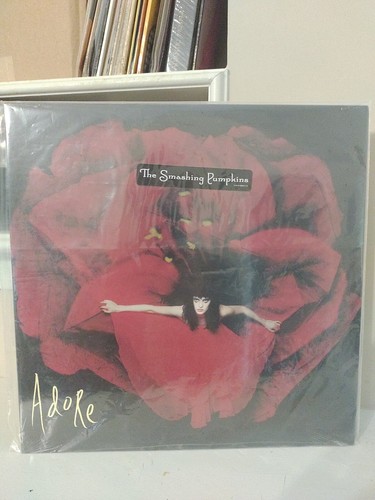 The Smashing Pumpkins
Adore